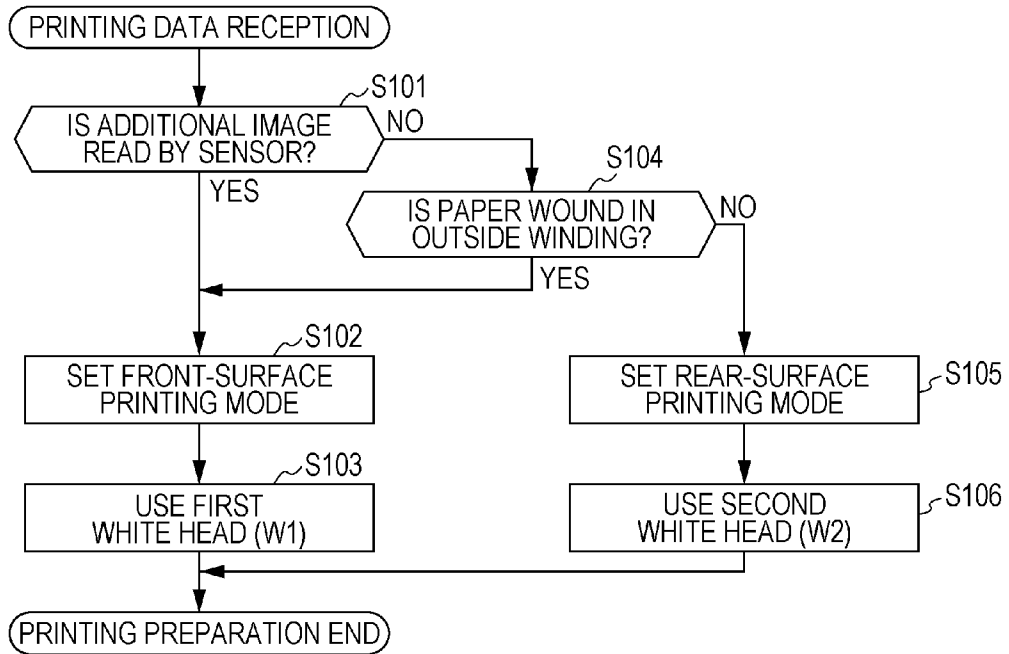 PRINTING DATA RECEPTION
S101
IS ADDITIONAL IMAGE
READ BY SENSOR?
NO
YES
S104
IS PAPER WOUND IN
OUTSIDE WINDING?
NO
YES
S102
SET FRONT-SURFACE
PRINTING MODE
SET REAR-SURFACE
PRINTING MODE
S105
S103
USE FIRST
WHITE HEAD (W1)
USE SECOND
WHITE HEAD (W2)
S106
PRINTING PREPARATION END